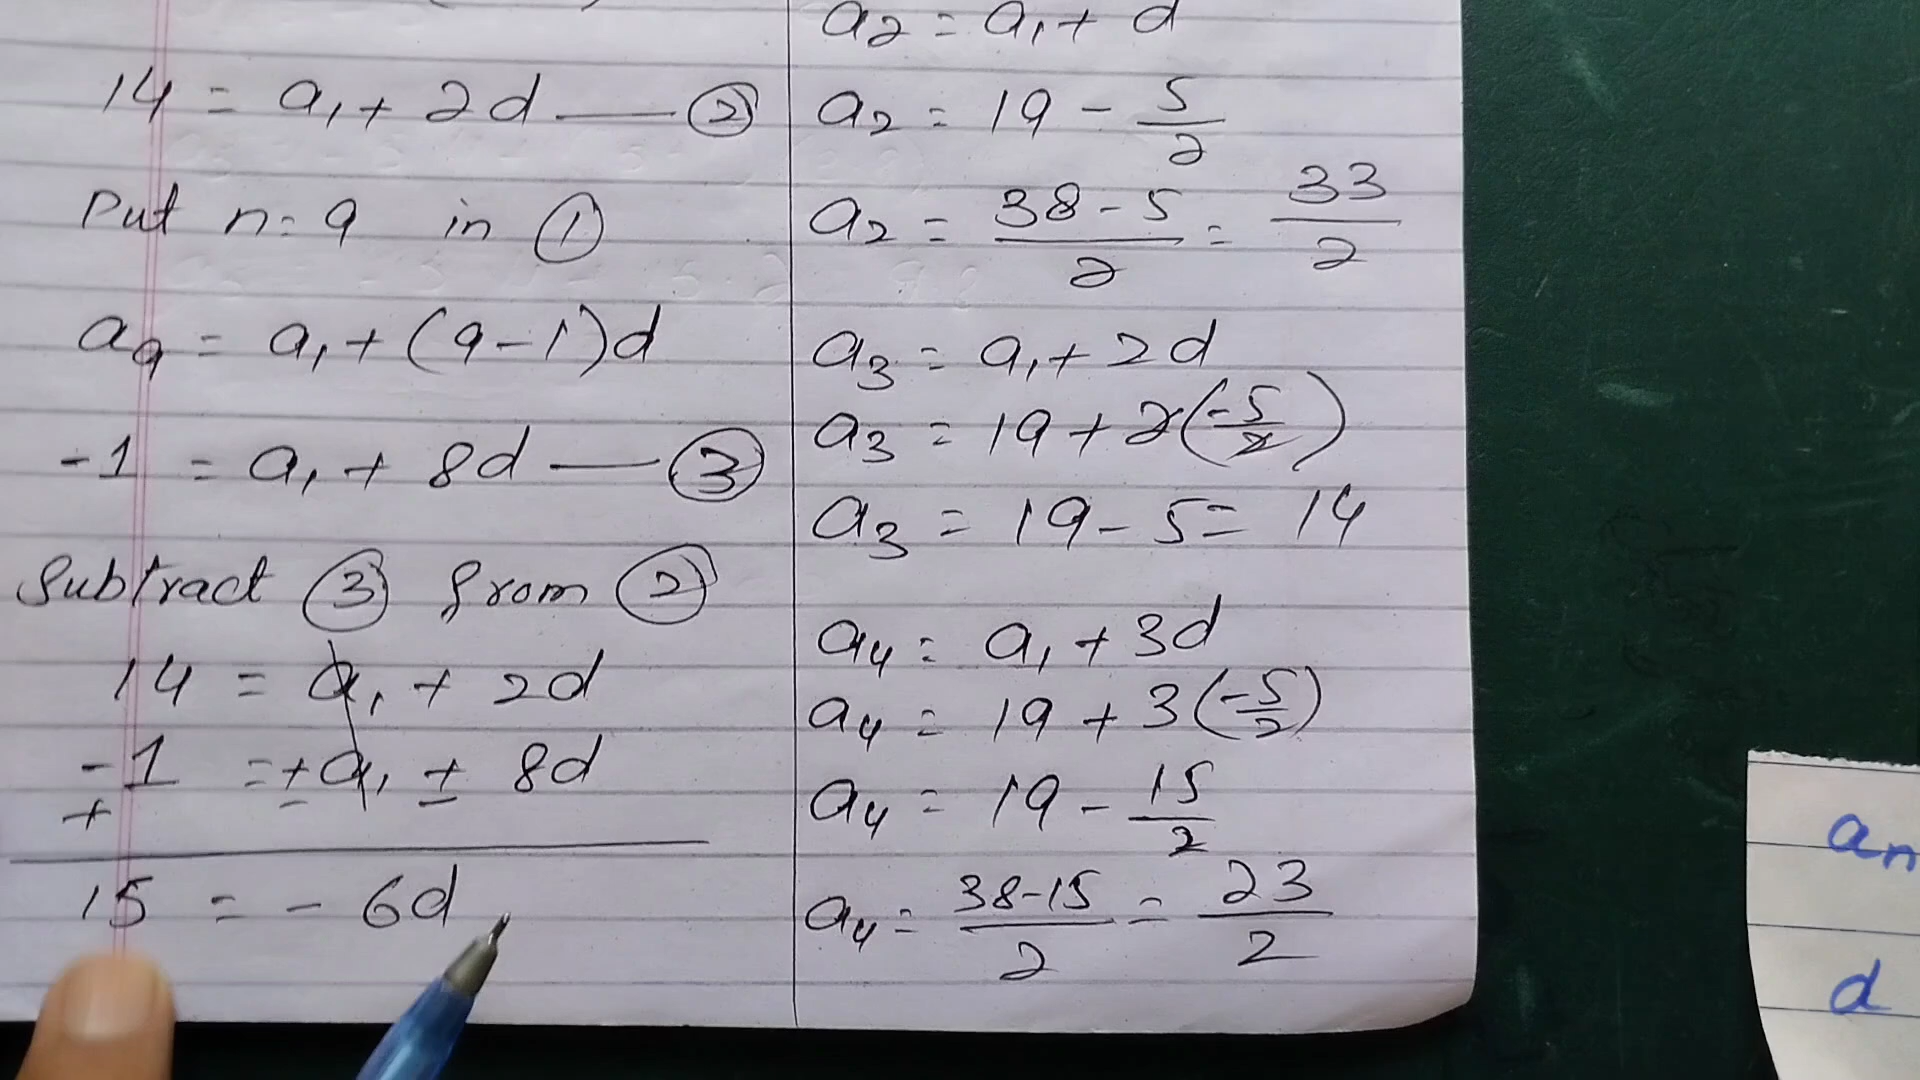 14 = a₁ + 2d — ②
Put n = 9 in ①
a₉ = a₁ + (9-1)d
-1 = a₁ + 8d — ③
Subtract ③ from ②
14 = a₁ + 2d
-1 = ±a₁ ± 8d
+
15 = - 6d
a₂ = a₁ + d
a₂ = 19 - 5/2
a₂ = 38-5/2 = 33/2
a₃ = a₁ + 2d
a₃ = 19 + 2(-5/2)
a₃ = 19 - 5 = 14
a₄ = a₁ + 3d
a₄ = 19 + 3(-5/2)
a₄ = 19 - 15/2
a₄ = 38-15/2 = 23/2
aₙ
d